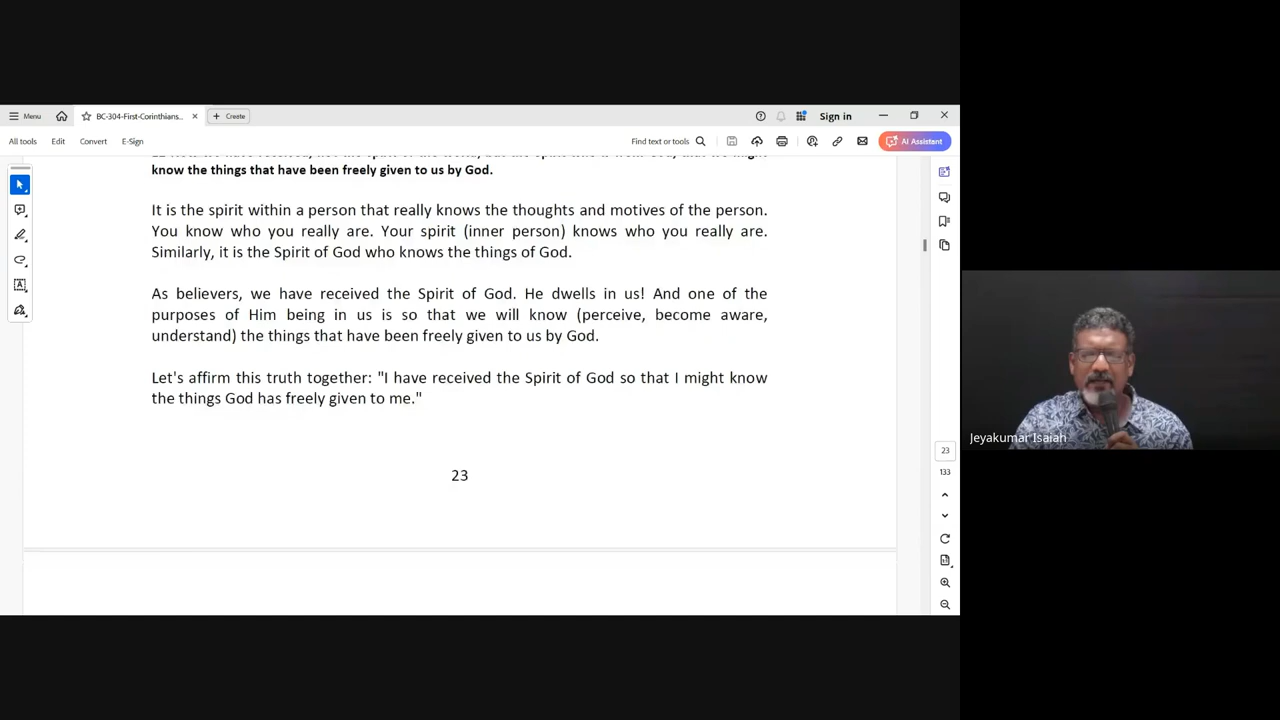 Menu
BC-304-First-Corinthians...
Create
Sign in
All tools
Edit
Convert
E-Sign
Find text or tools
AI Assistant
know the things that have been freely given to us by God.
It is the spirit within a person that really knows the thoughts and motives of the person.
You know who you really are. Your spirit (inner person) knows who you really are.
Similarly, it is the Spirit of God who knows the things of God.
As believers, we have received the Spirit of God. He dwells in us! And one of the
purposes of Him being in us is so that we will know (perceive, become aware,
understand) the things that have been freely given to us by God.
Let's affirm this truth together: "I have received the Spirit of God so that I might know
the things God has freely given to me."
23
23
133
Jeyakumar Isaiah